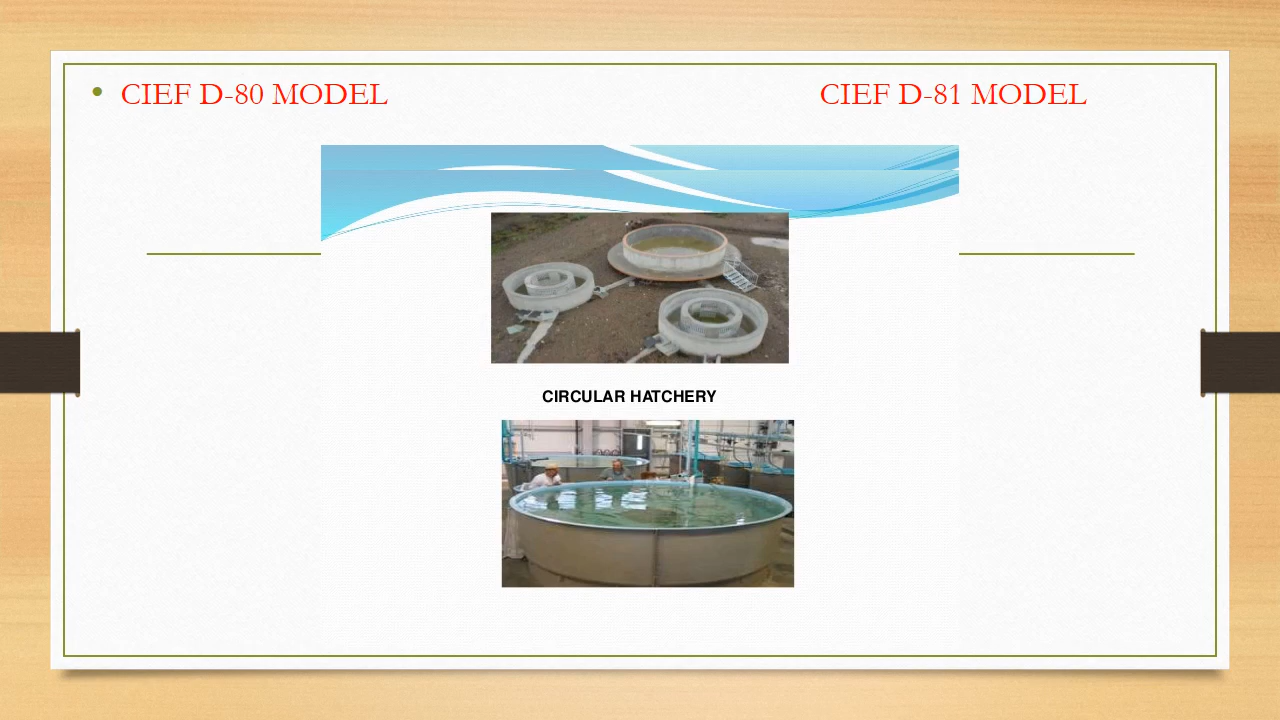 • CIEF D-80 MODEL CIEF D-81 MODEL
CIRCULAR HATCHERY